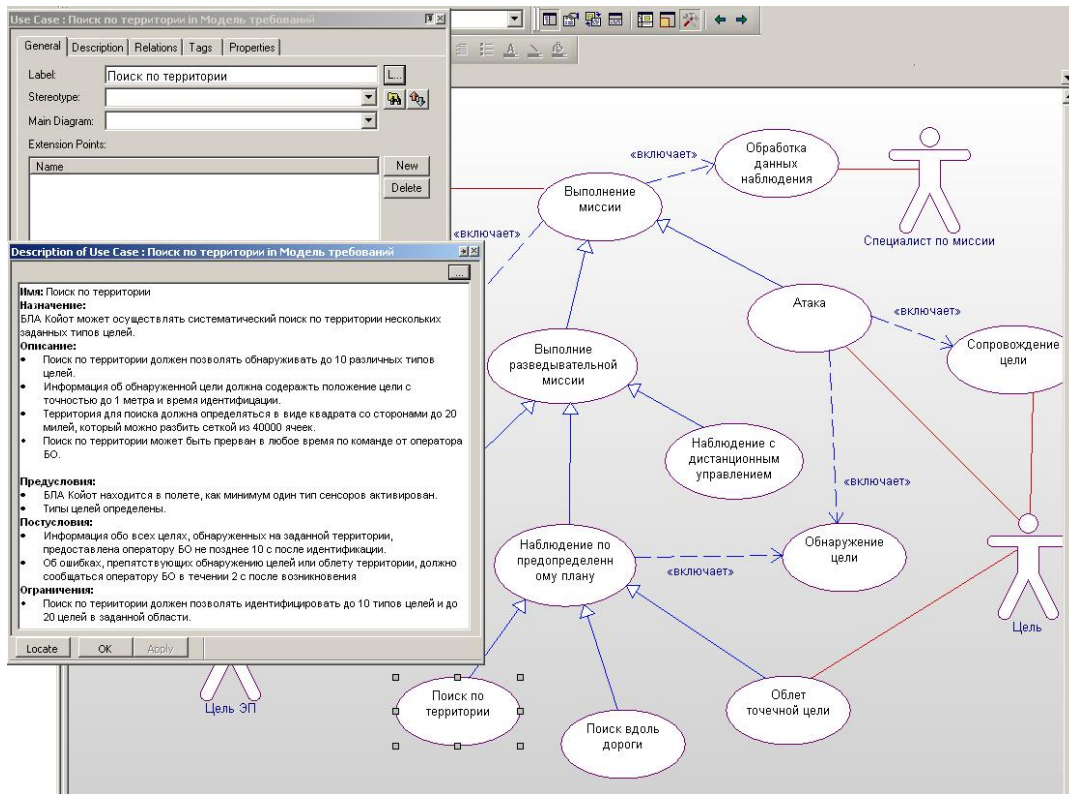 Use Case : Поиск по территории in Модель требований
General
Description
Relations
Tags
Properties
Label:
Поиск по территории
L...
Stereotype:
Main Diagram:
Extension Points:
Name
New
Delete
Description of Use Case : Поиск по территории in Модель требований
...
Имя: Поиск по территории
Назначение:
БЛА Койот может осуществлять систематический поиск по территории нескольких
заданных типов целей.
Описание:
• Поиск по территории должен позволять обнаруживать до 10 различных типов
целей.
• Информация об обнаруженной цели должна содеражть положение цели с
точностью до 1 метра и время идентификации.
• Территория для поиска должна определяться в виде квадрата со сторонами до 20
милей, который можно разбить сеткой из 40000 ячеек.
• Поиск по территории может быть прерван в любое время по команде от оператора
БО.
Предусловия:
• БЛА Койот находится в полете, как минимум один тип сенсоров активирован.
• Типы целей определены.
Постусловия:
• Информация обо всех целях, обнаруженных на заданной территории,
предоставлена оператору БО не позднее 10 с после идентификации.
• Об ошибках, препятствующих обнаружению целей или облету территории, должно
сообщаться оператору БО в течении 2 с после возникновения
Ограничения:
• Поиск по териитории должен позволять идентифицировать до 10 типов целей и до
20 целей в заданной области.
Locate
OK
Apply
«включает»
Обработка
данных
наблюдения
Специалист по миссии
Выполнение
миссии
«включает»
Атака
«включает»
Сопровождение
цели
Выполние
разведывательной
миссии
Наблюдение с
дистанционным
управлением
«включает»
Наблюдение по
предопределенн
ому плану
«включает»
Обнаружение
цели
Цель
Цель ЭП
Поиск по
территории
Поиск вдоль
дороги
Облет
точечной цели